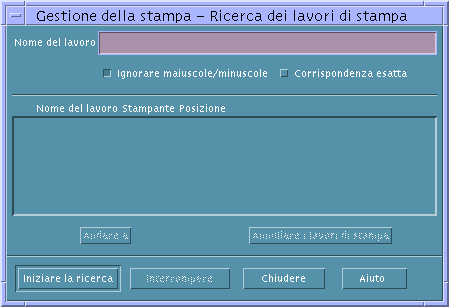 Gestione della stampa – Ricerca dei lavori di stampa
Nome del lavoro
Ignorare maiuscole/minuscole Corrispondenza esatta
Nome del lavoro Stampante Posizione
Andare a Annullare i lavori di stampa
Iniziare la ricerca Interrompere Chiudere Aiuto